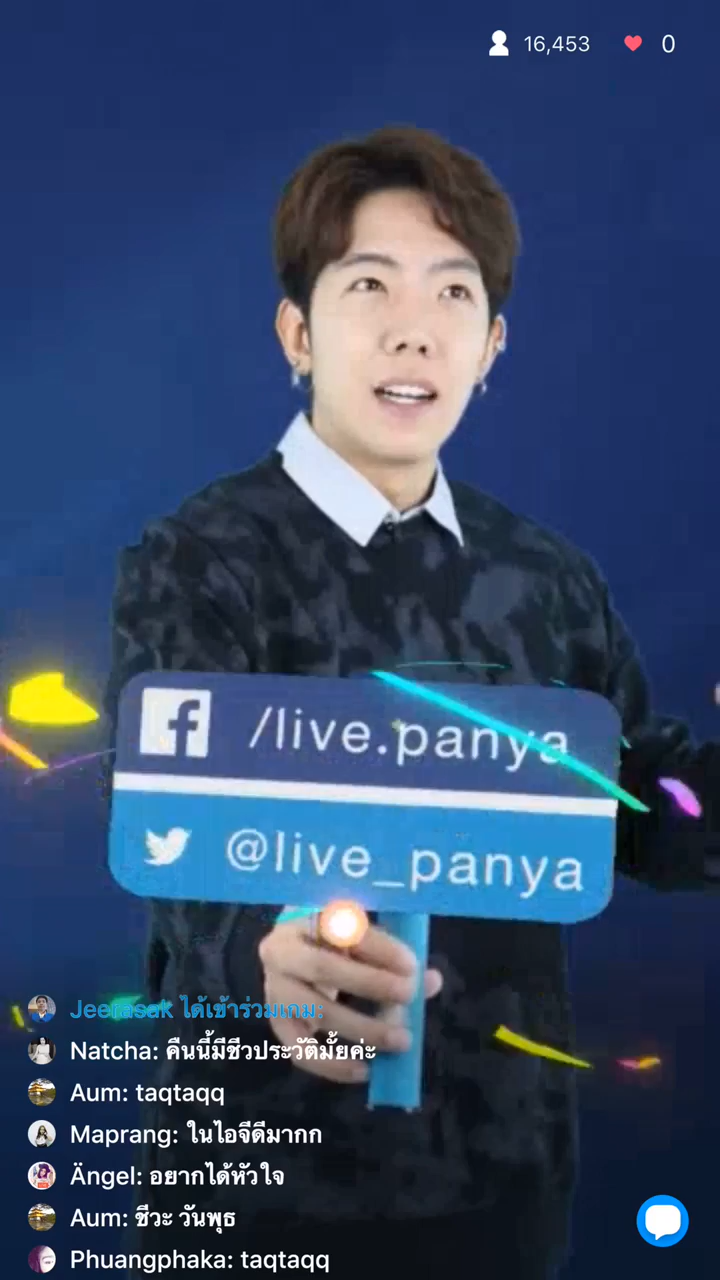 16,453 0
/live.panya
@live_panya
Jeerasak ได้เข้าร่วมเกม:
Natcha: คืนนี้มีชีวประวัติมั้ยค่ะ
Aum: taqtaqq
Maprang: ในไอจีดีมากก
Ängel: อยากได้หัวใจ
Aum: ชีวะ วันพุธ
Phuangphaka: taqtaqq